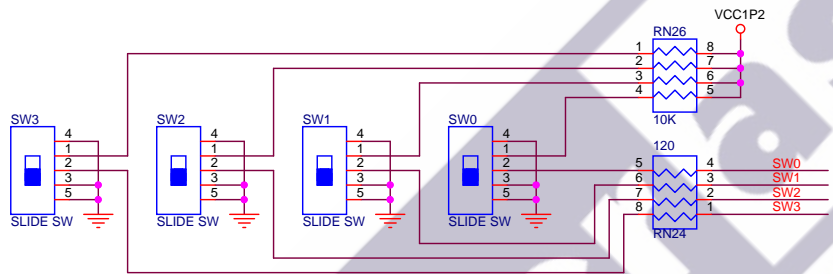 VCC1P2
RN26
1 8
2 7
3 6
4 5
10K
SW3 SW2 SW1 SW0
4 4 4 4
1 1 1 1
2 2 2 2
3 3 3 3
5 5 5 5
SLIDE SW SLIDE SW SLIDE SW SLIDE SW
120
5 4 SW0
6 3 SW1
7 2 SW2
8 1 SW3
RN24